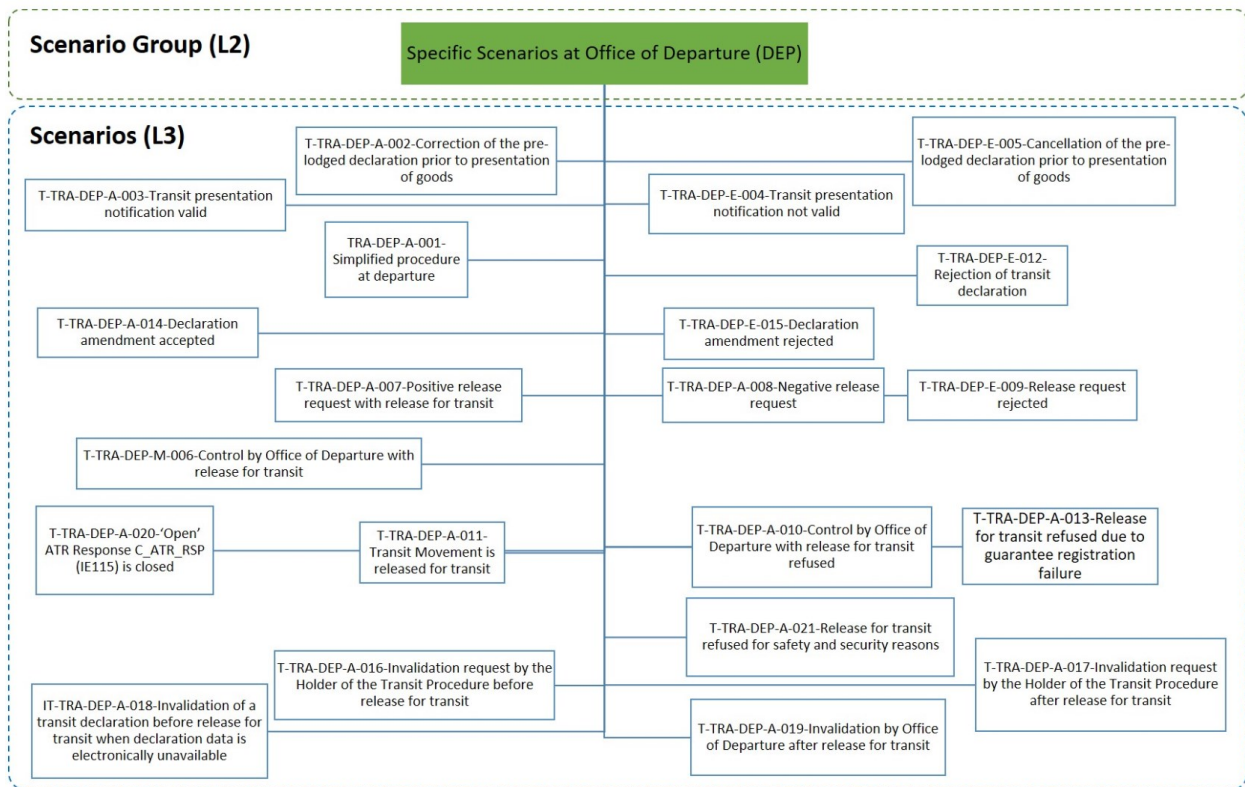 Scenario Group (L2)
Specific Scenarios at Office of Departure (DEP)
Scenarios (L3)
T-TRA-DEP-A-002-Correction of the pre-
lodged declaration prior to presentation
of goods
T-TRA-DEP-E-005-Cancellation of the pre-
lodged declaration prior to presentation
of goods
T-TRA-DEP-A-003-Transit presentation
notification valid
T-TRA-DEP-E-004-Transit presentation
notification not valid
TRA-DEP-A-001-
Simplified procedure
at departure
T-TRA-DEP-E-012-
Rejection of transit
declaration
T-TRA-DEP-A-014-Declaration
amendment accepted
T-TRA-DEP-E-015-Declaration
amendment rejected
T-TRA-DEP-A-007-Positive release
request with release for transit
T-TRA-DEP-A-008-Negative release
request
T-TRA-DEP-E-009-Release request
rejected
T-TRA-DEP-M-006-Control by Office of Departure with
release for transit
T-TRA-DEP-A-020-‘Open’
ATR Response C_ATR_RSP
(IE115) is closed
T-TRA-DEP-A-011-
Transit Movement is
released for transit
T-TRA-DEP-A-010-Control by Office of
Departure with release for transit
refused
T-TRA-DEP-A-013-Release
for transit refused due to
guarantee registration
failure
T-TRA-DEP-A-021-Release for transit
refused for safety and security reasons
T-TRA-DEP-A-016-Invalidation request by the
Holder of the Transit Procedure before
release for transit
T-TRA-DEP-A-017-Invalidation request
by the Holder of the Transit Procedure
after release for transit
IT-TRA-DEP-A-018-Invalidation of a
transit declaration before release for
transit when declaration data is
electronically unavailable
T-TRA-DEP-A-019-Invalidation by Office
of Departure after release for transit